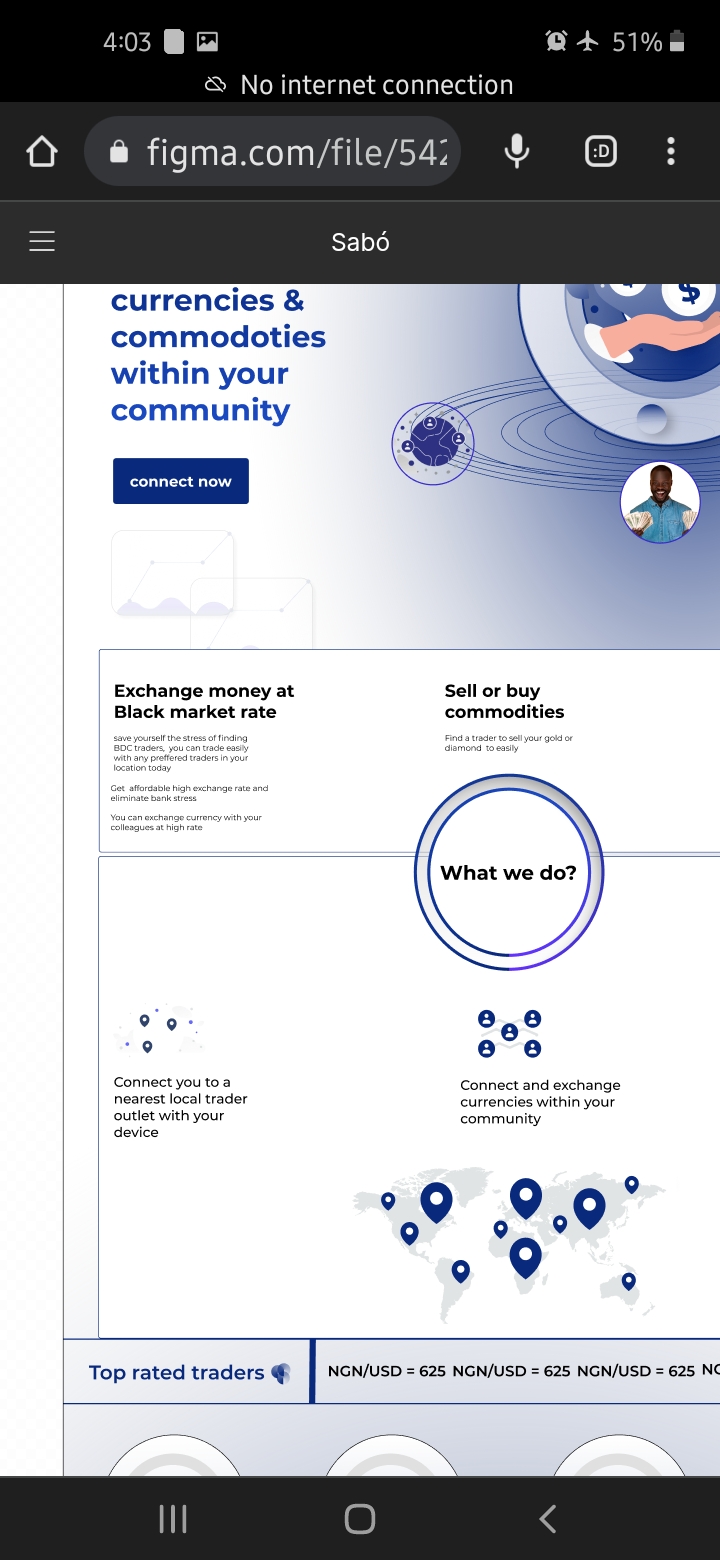 4:03
51%
No internet connection
figma.com/file/542
:D
Sabó
currencies &
commodoties
within your
community
$
connect now
Exchange money at
Black market rate
save yourself the stress of finding
BDC traders,  you can trade easily
with any preffered traders in your
location today
Get  affordable high exchange rate and
eliminate bank stress
You can exchange currency with your
colleagues at high rate
Sell or buy
commodities
Find a trader to sell your gold or
diamond  to easily
What we do?
Connect you to a
nearest local trader
outlet with your
device
Connect and exchange
currencies within your
community
Top rated traders
NGN/USD = 625 NGN/USD = 625 NGN/USD = 625 NG